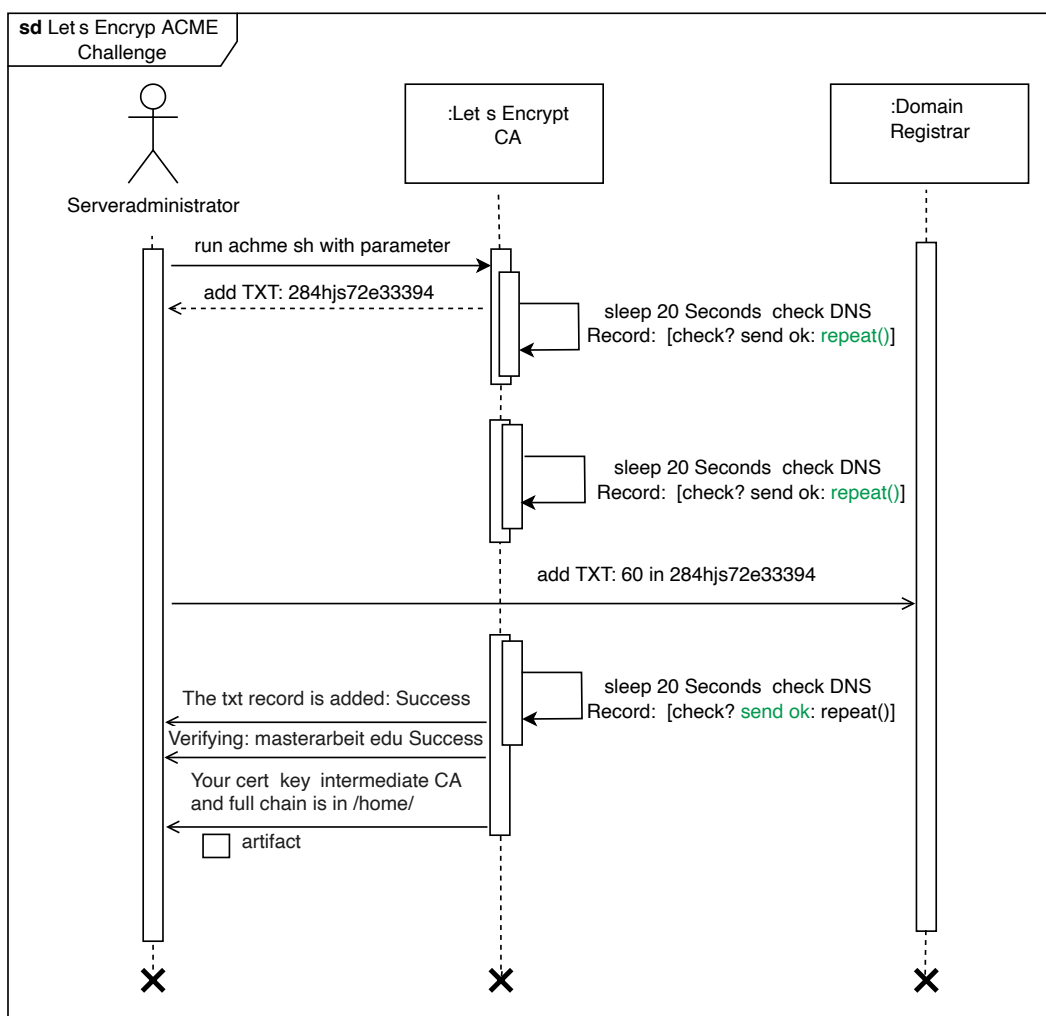 sd Let s Encryp ACME
Challenge
:Let s Encrypt
CA
:Domain
Registrar
Serveradministrator
run achme sh with parameter
add TXT: 284hjs72e33394
sleep 20 Seconds check DNS
Record: [check? send ok: repeat()]
sleep 20 Seconds check DNS
Record: [check? send ok: repeat()]
add TXT: 60 in 284hjs72e33394
sleep 20 Seconds check DNS
Record: [check? send ok: repeat()]
The txt record is added: Success
Verifying: masterarbeit edu Success
Your cert key intermediate CA
and full chain is in /home/
artifact